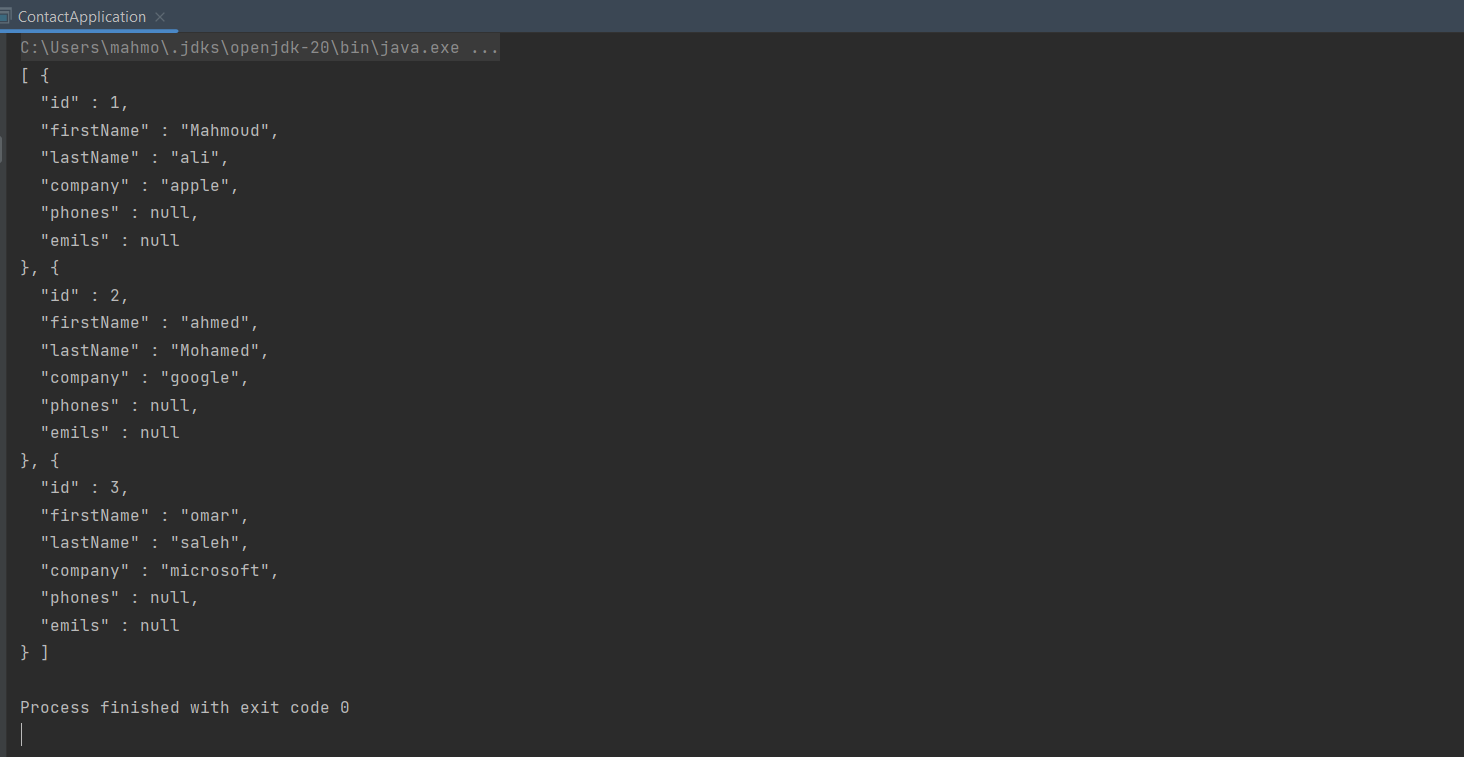 ContactApplication
C:\Users\mahmo\.jdks\openjdk-20\bin\java.exe ...
[ {
  "id" : 1,
  "firstName" : "Mahmoud",
  "lastName" : "ali",
  "company" : "apple",
  "phones" : null,
  "emils" : null
}, {
  "id" : 2,
  "firstName" : "ahmed",
  "lastName" : "Mohamed",
  "company" : "google",
  "phones" : null,
  "emils" : null
}, {
  "id" : 3,
  "firstName" : "omar",
  "lastName" : "saleh",
  "company" : "microsoft",
  "phones" : null,
  "emils" : null
} ]

Process finished with exit code 0